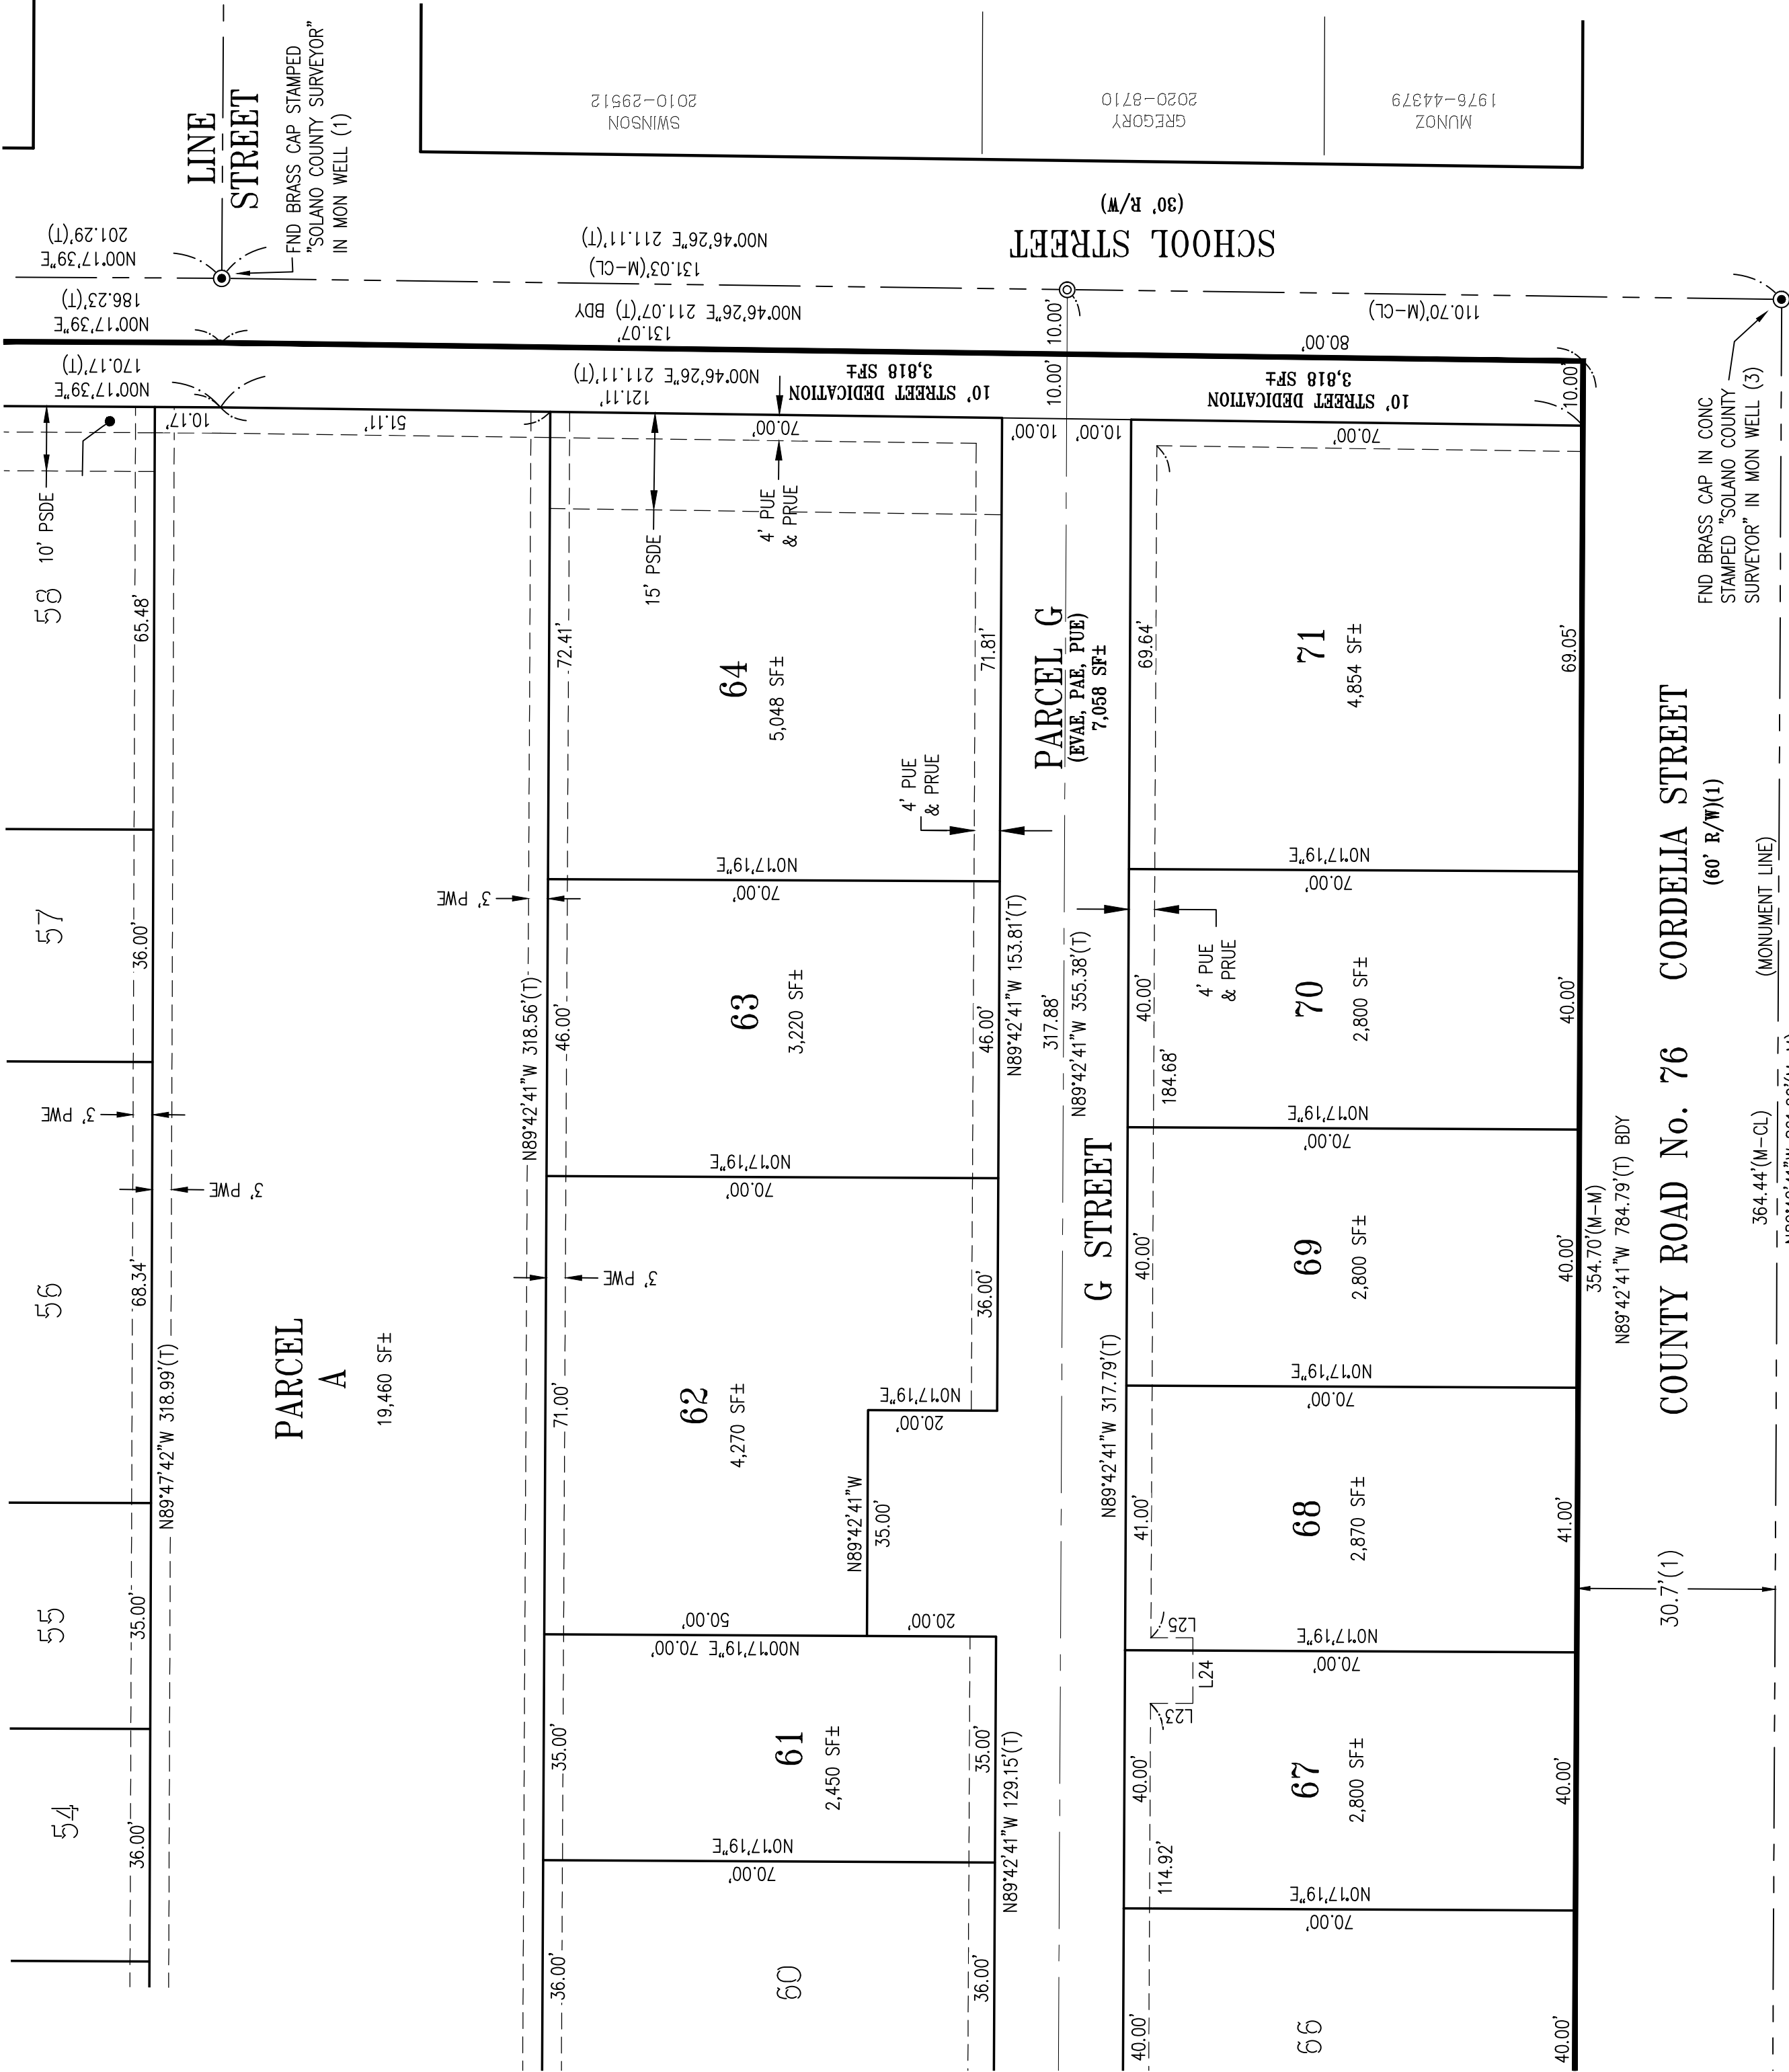 LINE
STREET
FND BRASS CAP STAMPED
"SOLANO COUNTY SURVEYOR"
IN MON WELL (1)
SWINSON
2010-29512
GREGORY
2020-8710
MUNOZ
1976-44379
SCHOOL STREET
(30' R/W)
N00°17'39"E
201.29'(T)
N00°17'39"E
186.23'(T)
N00°17'39"E
170.17'(T)
N00°46'26"E 211.11'(T)
131.03'(M-CL)
N00°46'26"E 211.07'(T) BDY
131.07'
N00°46'26"E 211.11'(T)
121.11'
10' STREET DEDICATION
3,818 SF±
10.00'
10.00'
110.70'(M-CL)
80.00'
10' STREET DEDICATION
3,818 SF±
10.00'
FND BRASS CAP IN CONC
STAMPED "SOLANO COUNTY
SURVEYOR" IN MON WELL (3)
58
10' PSDE
65.48'
10.17'
51.11'
57
36.00'
56
3' PWE
68.34'
3' PWE
55
35.00'
54
36.00'
N89°47'42"W 318.99'(T)
PARCEL
A
19,460 SF±
N89°42'41"W 318.56'(T)
3' PWE
3' PWE
72.41'
15' PSDE
70.00'
4' PUE
& PRUE
64
5,048 SF±
71.81'
4' PUE
& PRUE
N0°17'19"E
70.00'
46.00'
63
3,220 SF±
46.00'
N0°17'19"E
70.00'
71.00'
62
4,270 SF±
36.00'
N0°17'19"E
20.00'
N89°42'41"W
35.00'
50.00'
20.00'
N00°17'19"E 70.00'
35.00'
61
2,450 SF±
35.00'
N0°17'19"E
70.00'
36.00'
60
36.00'
N89°42'41"W 153.81'(T)
N89°42'41"W 129.15'(T)
10.00'
10.00'
PARCEL G
(EVAE, PAE, PUE)
7,058 SF±
317.88'
N89°42'41"W 355.38'(T)
G STREET
N89°42'41"W 317.79'(T)
69.64'
70.00'
71
4,854 SF±
69.05'
N0°17'19"E
70.00'
40.00'
4' PUE
& PRUE
70
2,800 SF±
40.00'
184.68'
N0°17'19"E
70.00'
40.00'
69
2,800 SF±
40.00'
N0°17'19"E
70.00'
41.00'
68
2,870 SF±
41.00'
L25
L24
L23
N0°17'19"E
70.00'
40.00'
67
2,800 SF±
40.00'
114.92'
N0°17'19"E
70.00'
40.00'
66
40.00'
354.70'(M-M)
N89°42'41"W 784.79'(T) BDY
30.7'(1)
COUNTY ROAD No. 76 CORDELIA STREET
(60' R/W)(1)
364.44'(M-CL)
(MONUMENT LINE)